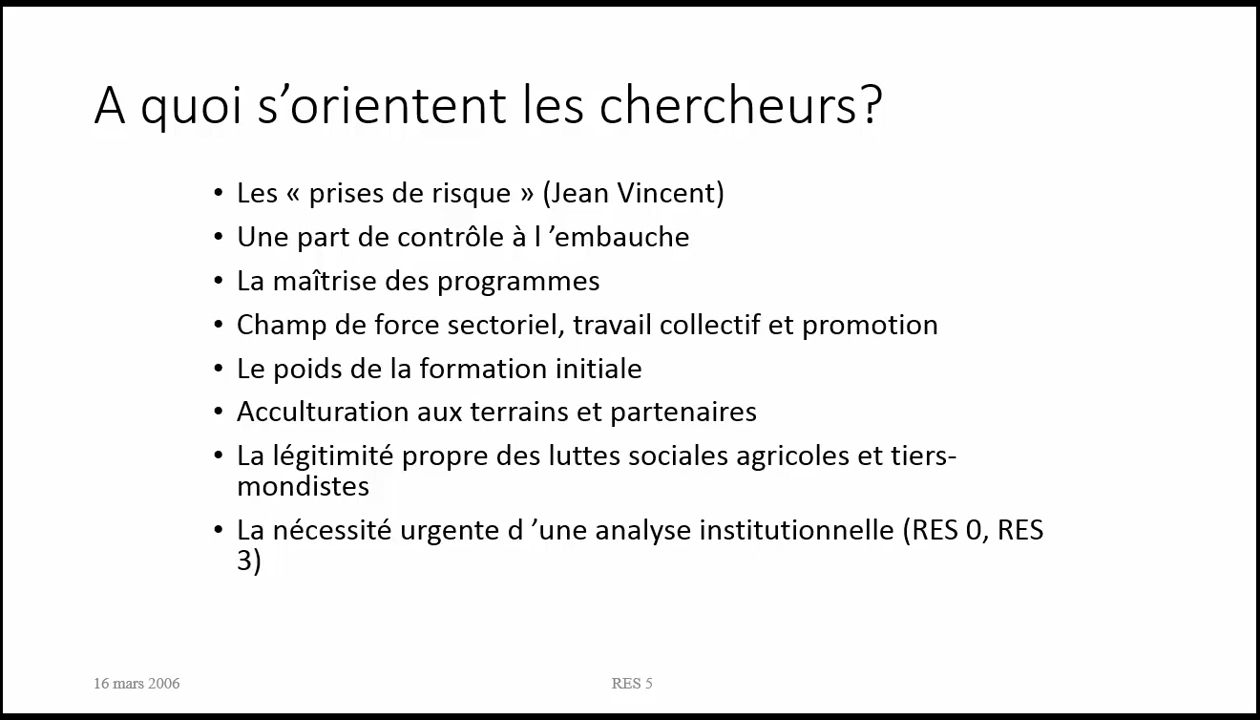 A quoi s’orientent les chercheurs?
• Les « prises de risque » (Jean Vincent)
• Une part de contrôle à l ’embauche
• La maîtrise des programmes
• Champ de force sectoriel, travail collectif et promotion
• Le poids de la formation initiale
• Acculturation aux terrains et partenaires
• La légitimité propre des luttes sociales agricoles et tiers-
mondistes
• La nécessité urgente d ’une analyse institutionnelle (RES 0, RES
3)
16 mars 2006
RES 5